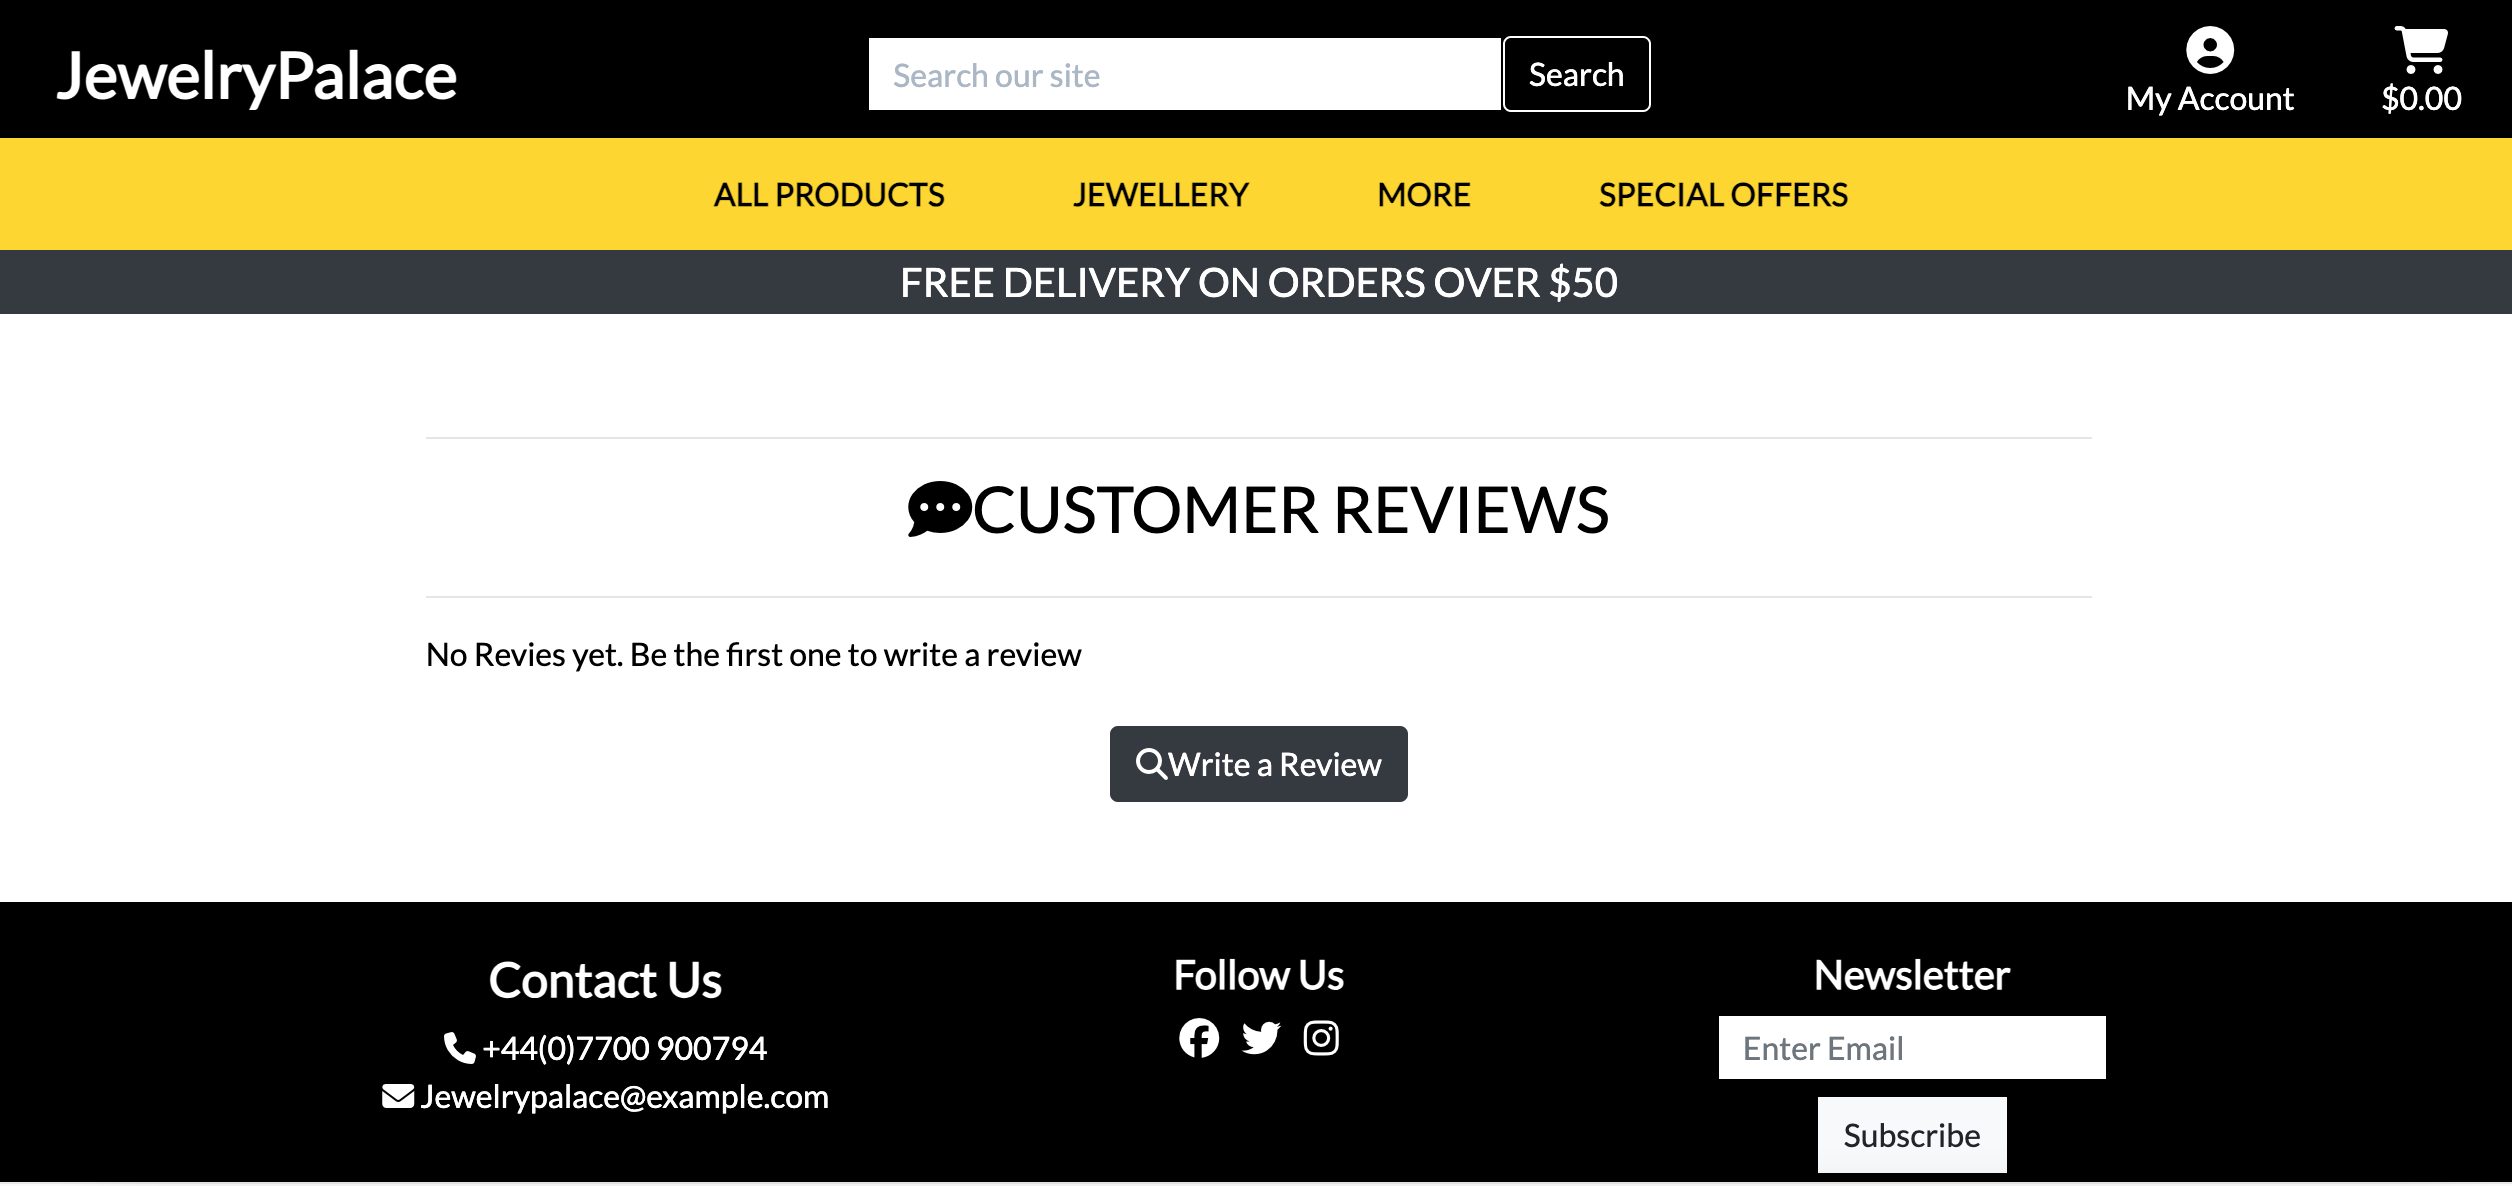 JewelryPalace
Search our site
Search
My Account
$0.00
ALL PRODUCTS
JEWELLERY
MORE
SPECIAL OFFERS
FREE DELIVERY ON ORDERS OVER $50
CUSTOMER REVIEWS
No Revies yet. Be the first one to write a review
Write a Review
Contact Us
+44(0)7700 900794
Jewelrypalace@example.com
Follow Us
Newsletter
Enter Email
Subscribe